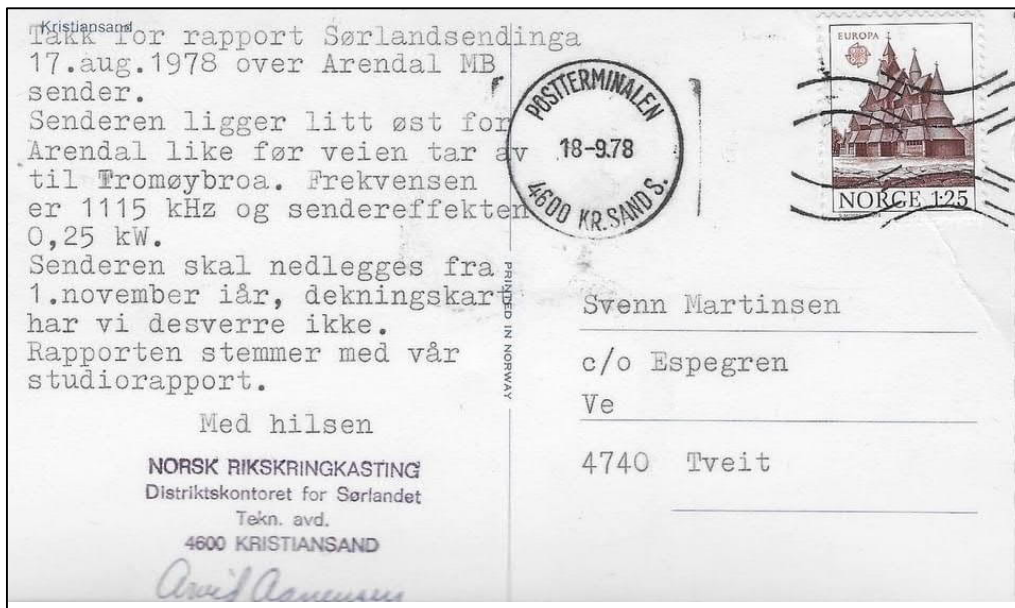 Kristiansand
Takk for rapport Sørlandsendinga
17.aug.1978 over Arendal MB
sender.
Senderen ligger litt øst for
Arendal like før veien tar av
til Tromøybroa. Frekvensen
er 1115 kHz og sendereffekten
0,25 kW.
Senderen skal nedlegges fra
1.november iår, dekningskart
har vi desverre ikke.
Rapporten stemmer med vår
studiorapport.
Med hilsen
NORSK RIKSKRINGKASTING
Distriktskontoret for Sørlandet
Tekn. avd.
4600 KRISTIANSAND
PRINDED IN NORWAY
POSTTERMINALEN
18-9.78
4600 KR.SAND S.
EUROPA
NORGE 1.25
Svenn Martinsen
c/o Espegren
Ve
4740 Tveit